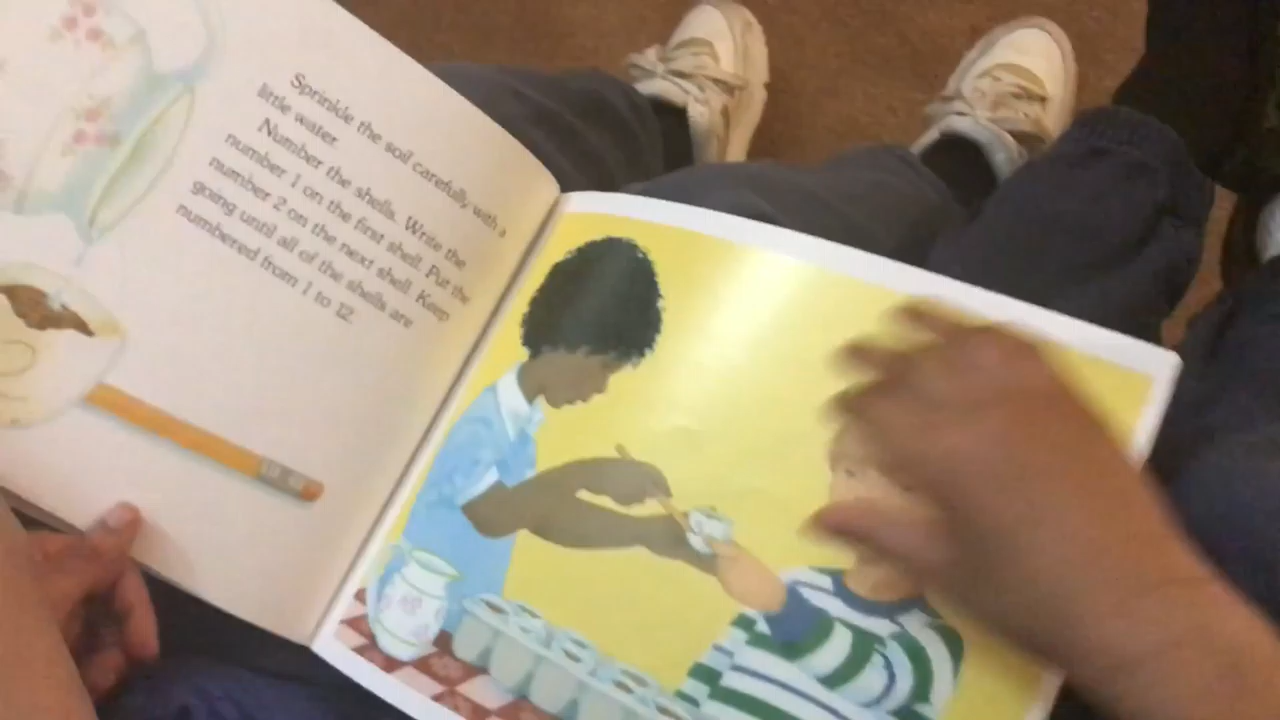 Sprinkle the soil carefully, with a
little water.
Number the shells. Write the
number 1 on the first shell. Put the
number 2 on the next shell. Keep
going until all of the shells are
numbered from 1 to 12.